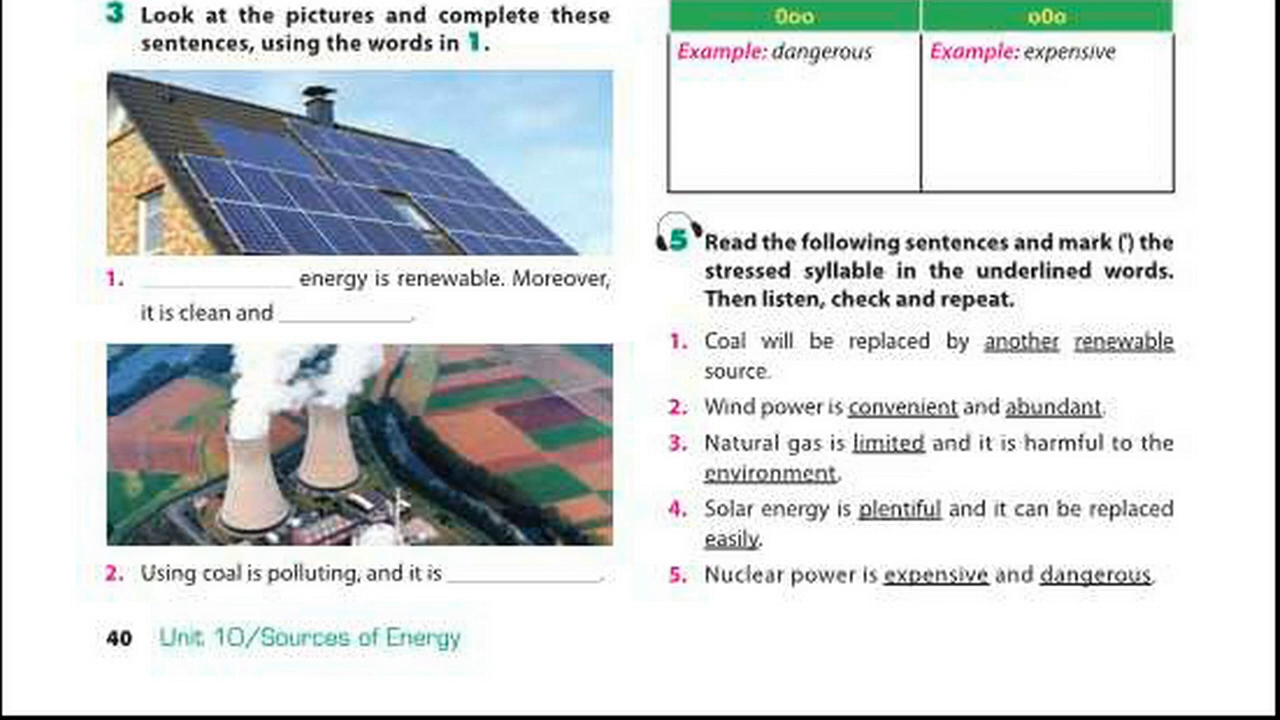 3 Look at the pictures and complete these
sentences, using the words in 1.
1. ____________ energy is renewable. Moreover,
it is clean and ____________.
2. Using coal is polluting, and it is ____________.
40 Unit 10/Sources of Energy
0oo o0o
Example: dangerous Example: expensive
5 Read the following sentences and mark (') the
stressed syllable in the underlined words.
Then listen, check and repeat.
1. Coal will be replaced by another renewable
source.
2. Wind power is convenient and abundant.
3. Natural gas is limited and it is harmful to the
environment.
4. Solar energy is plentiful and it can be replaced
easily.
5. Nuclear power is expensive and dangerous.